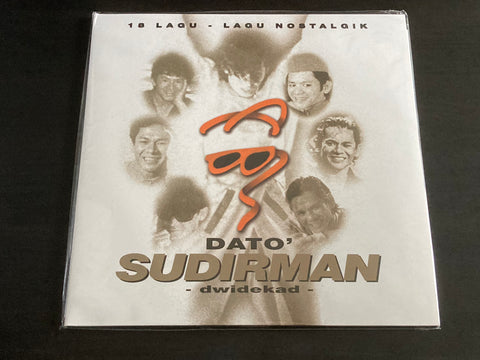 18 LAGU - LAGU NOSTALGIK
DATO'
SUDIRMAN
- dwidekad -